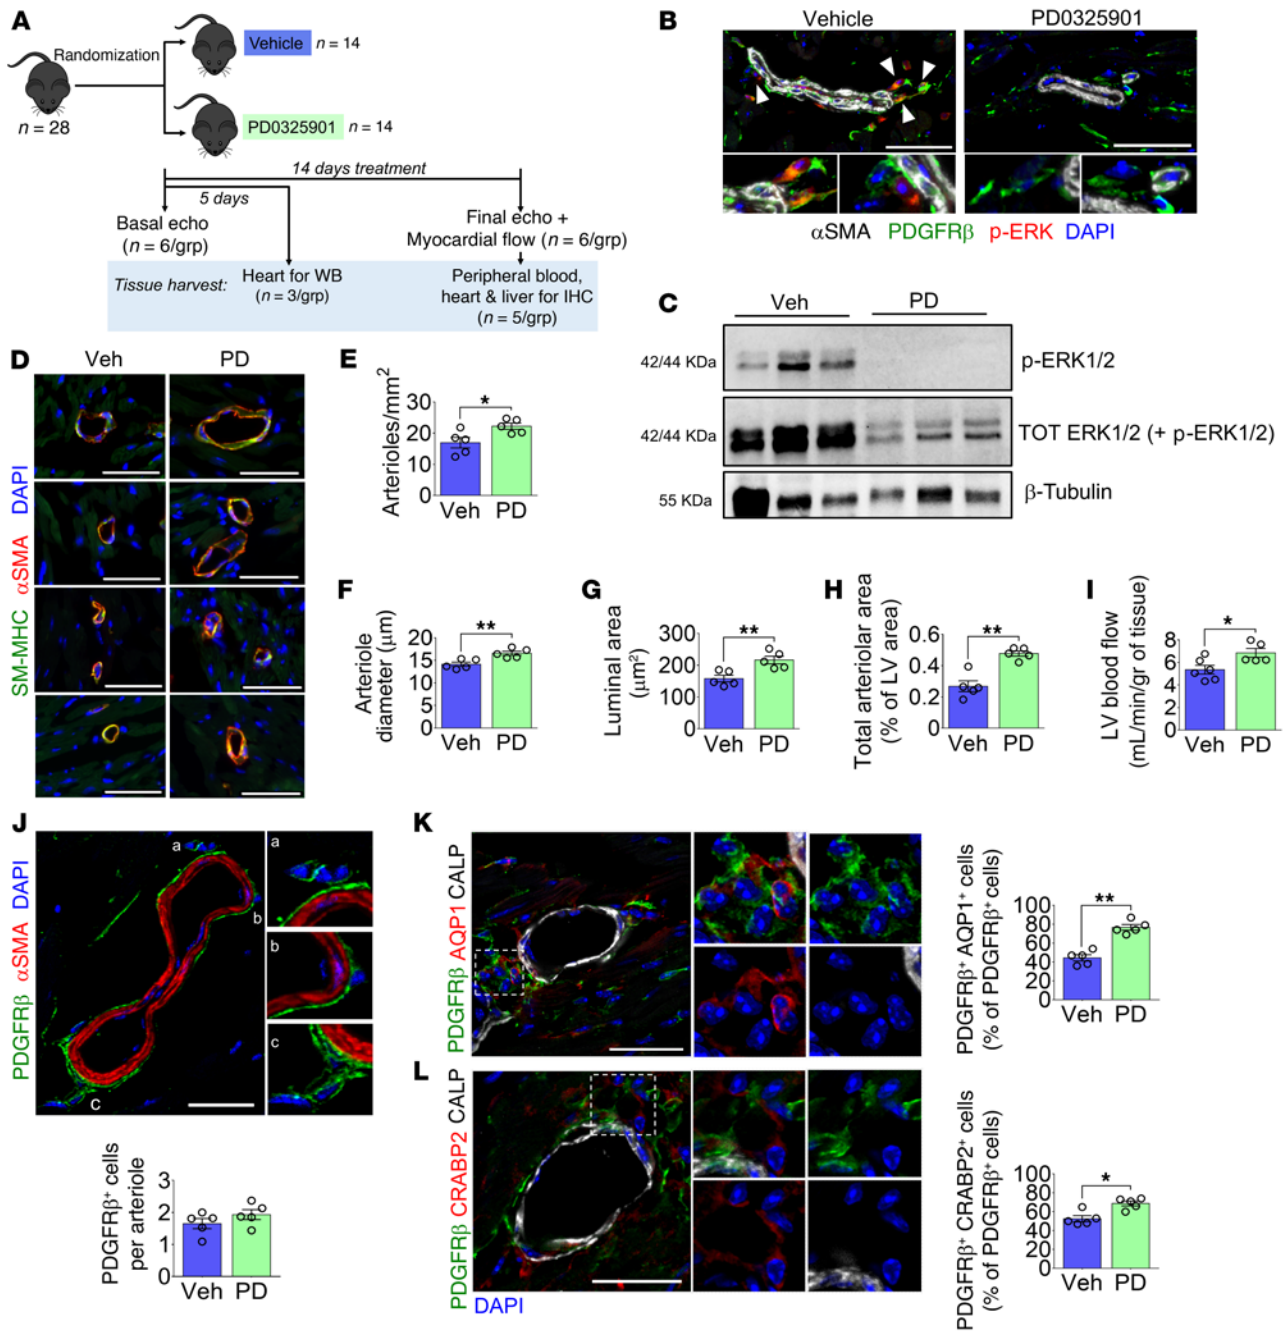 A
Randomization
n = 28
Vehicle n = 14
PD0325901 n = 14
14 days treatment
5 days
Basal echo
(n = 6/grp)
Final echo +
Myocardial flow (n = 6/grp)
Tissue harvest:
Heart for WB
(n = 3/grp)
Peripheral blood,
heart & liver for IHC
(n = 5/grp)
B
Vehicle PD0325901
αSMA PDGFRβ p-ERK DAPI
C
Veh PD
42/44 KDa p-ERK1/2
42/44 KDa TOT ERK1/2 (+ p-ERK1/2)
55 KDa β-Tubulin
D
Veh PD
SM-MHC αSMA DAPI
E
Arterioles/mm²
30
20
10
0
*
Veh PD
F
Arteriole
diameter (μm)
20
15
10
5
0
**
Veh PD
G
Luminal area
(μm²)
300
200
100
0
**
Veh PD
H
Total arteriolar area
(% of LV area)
0.6
0.4
0.2
0
**
Veh PD
I
LV blood flow
(mL/min/gr of tissue)
8
6
4
2
0
*
Veh PD
J
PDGFRβ αSMA DAPI
a
b
c
a
b
c
PDGFRβ⁺ cells
per arteriole
3
2
1
0
Veh PD
K
PDGFRβ AQP1 CALP
PDGFRβ⁺ AQP1⁺ cells
(% of PDGFRβ⁺ cells)
100
80
60
40
20
0
**
Veh PD
L
PDGFRβ CRABP2 CALP
DAPI
PDGFRβ⁺ CRABP2⁺ cells
(% of PDGFRβ⁺ cells)
100
80
60
40
20
0
*
Veh PD